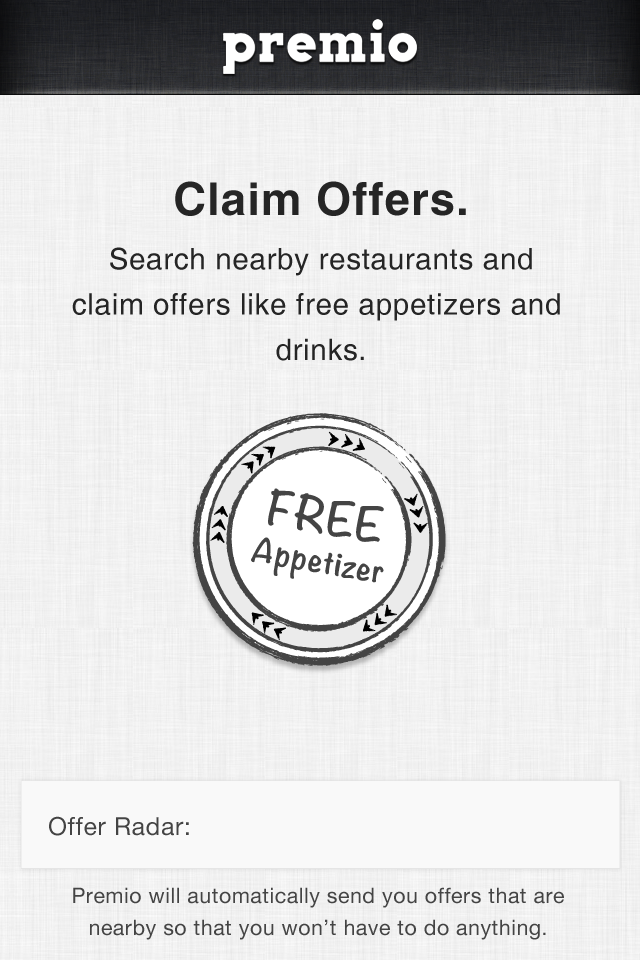 premio
Claim Offers.
Search nearby restaurants and
claim offers like free appetizers and
drinks.
FREE
Appetizer
Offer Radar:
Premio will automatically send you offers that are
nearby so that you won’t have to do anything.